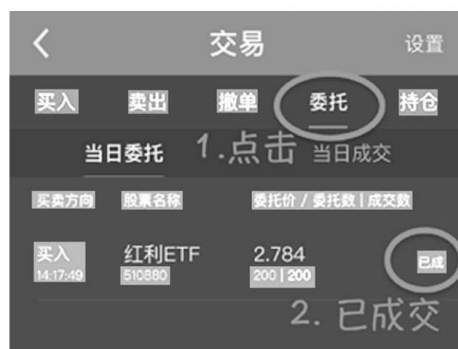 交易 设置
买入 卖出 撤单 委托 持仓
当日委托 1.点击 当日成交
买卖方向 股票名称 委托价 / 委托数 | 成交数
买入 红利ETF 2.784 已成
14:17:49 510880 200 | 200
2. 已成交